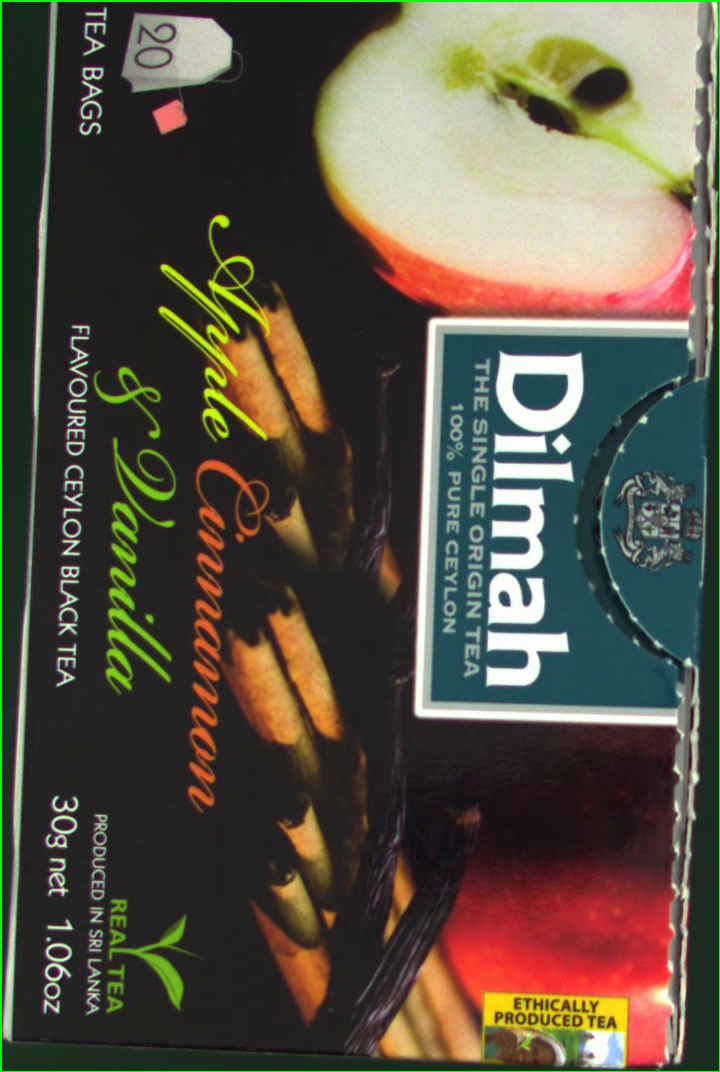 Dilmah
THE SINGLE ORIGIN TEA
100% PURE CEYLON
Apple Cinnamon
& Vanilla
20
TEA BAGS
FLAVOURED CEYLON BLACK TEA
REAL TEA
PRODUCED IN SRI LANKA
30g net 1.06oz
ETHICALLY
PRODUCED TEA